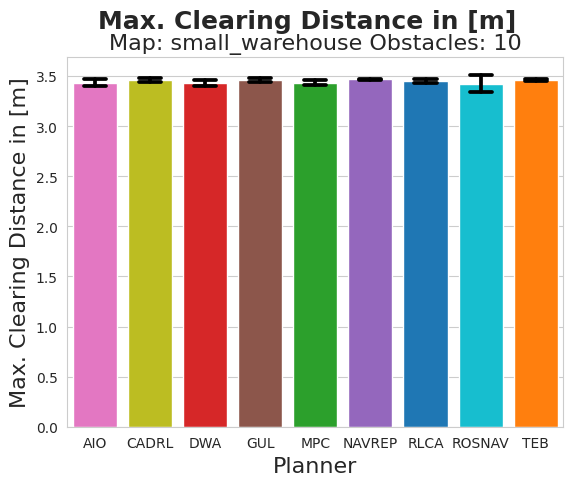 Max. Clearing Distance in [m]
Map: small_warehouse Obstacles: 10
Max. Clearing Distance in [m]
3.5
3.0
2.5
2.0
1.5
1.0
0.5
0.0
AIO CADRL DWA GUL MPC NAVREP RLCA ROSNAV TEB
Planner